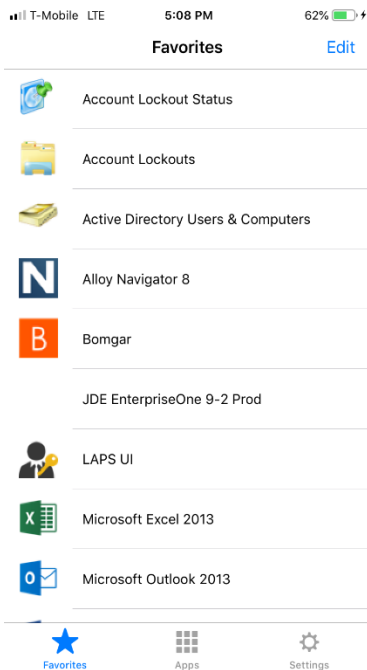 T-Mobile LTE 5:08 PM 62%
Favorites Edit
Account Lockout Status
Account Lockouts
Active Directory Users & Computers
N Alloy Navigator 8
B Bomgar
JDE EnterpriseOne 9-2 Prod
LAPS UI
X Microsoft Excel 2013
O Microsoft Outlook 2013
Favorites Apps Settings